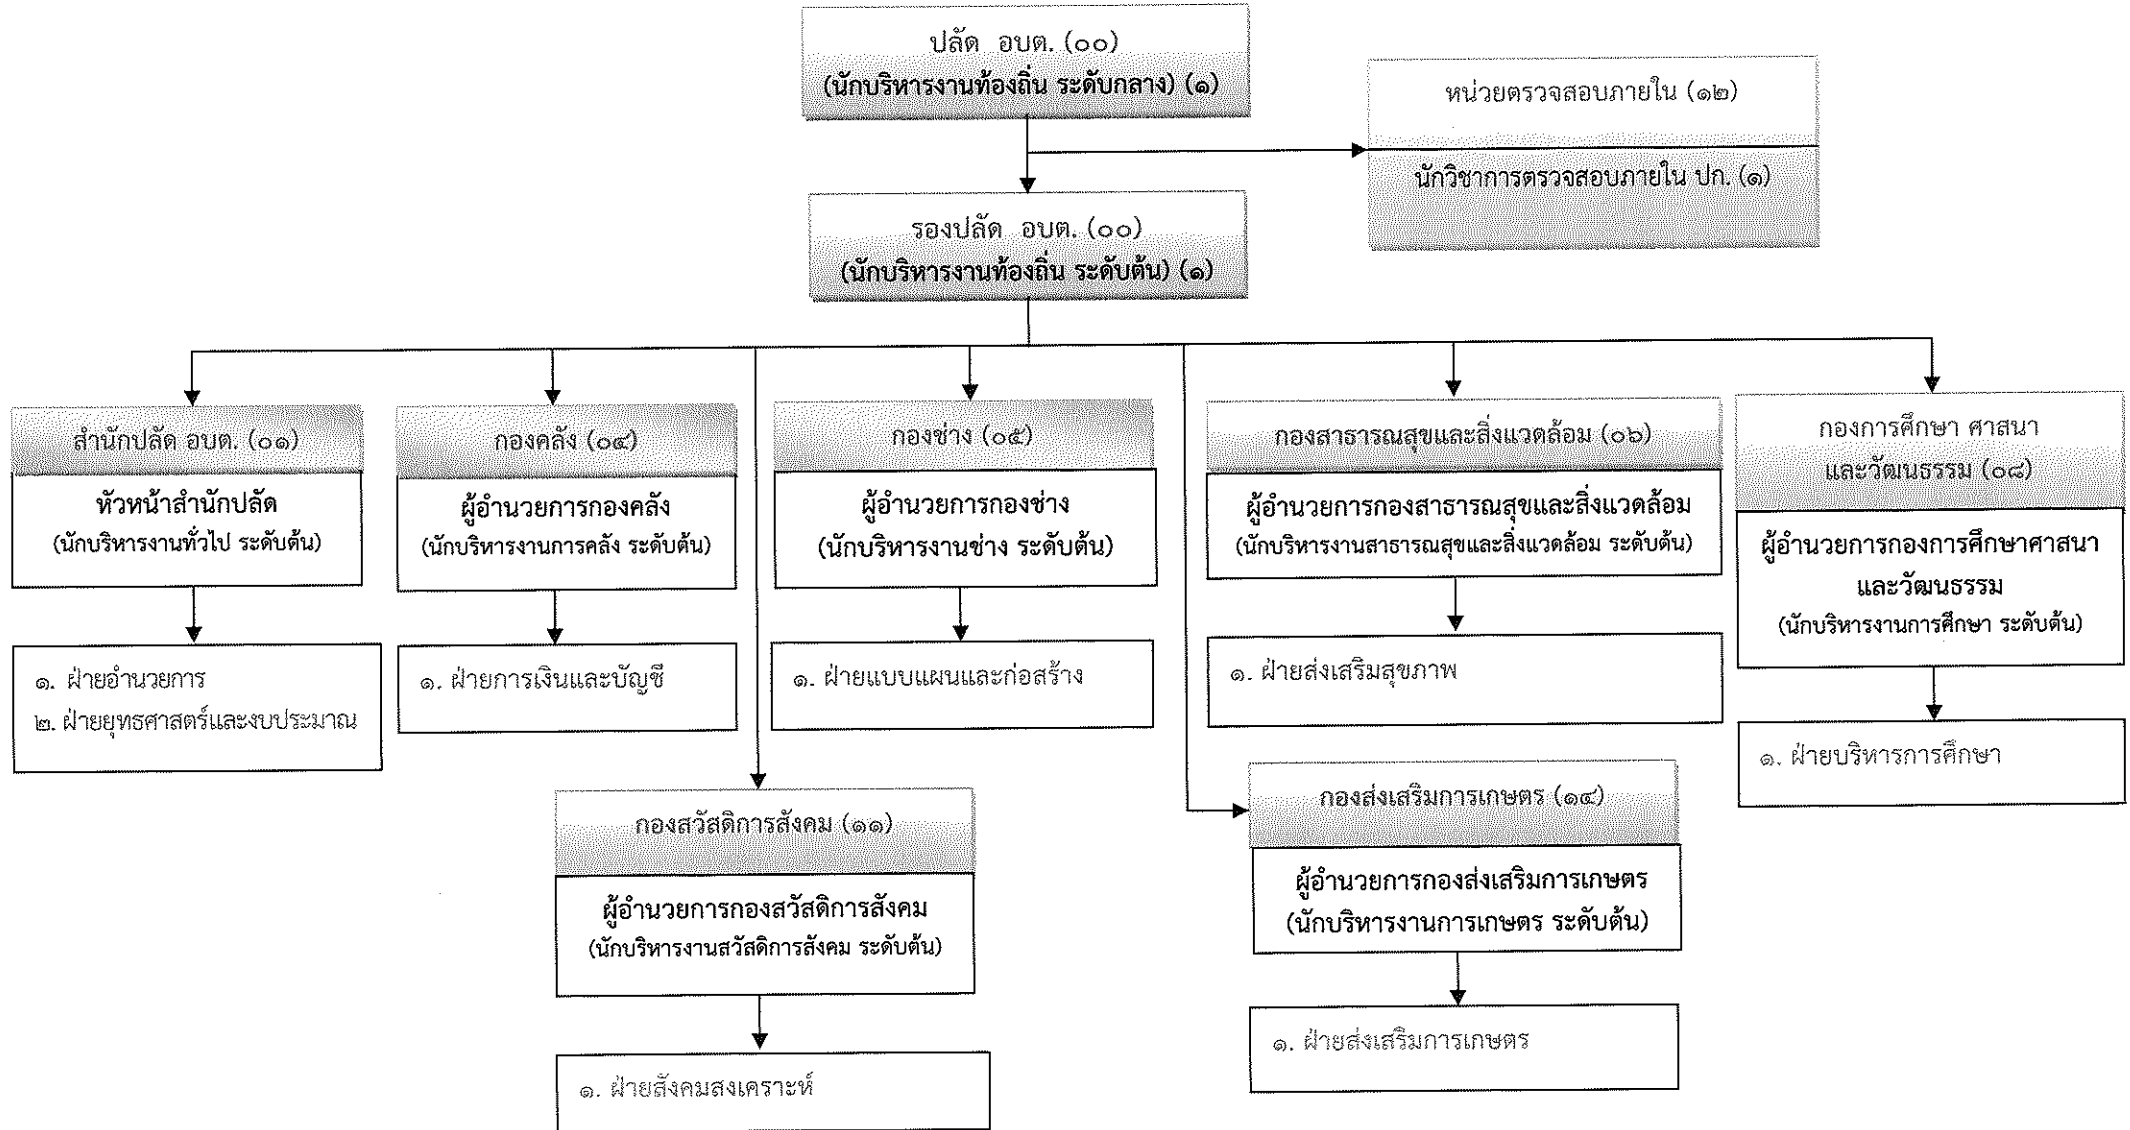 ปลัด อบต. (๐๐)
(นักบริหารงานท้องถิ่น ระดับกลาง) (๑)
หน่วยตรวจสอบภายใน (๑๒)
นักวิชาการตรวจสอบภายใน ปก. (๑)
รองปลัด อบต. (๐๐)
(นักบริหารงานท้องถิ่น ระดับต้น) (๑)
สำนักปลัด อบต. (๐๑)
หัวหน้าสำนักปลัด
(นักบริหารงานทั่วไป ระดับต้น)
๑. ฝ่ายอำนวยการ
๒. ฝ่ายยุทธศาสตร์และงบประมาณ
กองคลัง (๐๔)
ผู้อำนวยการกองคลัง
(นักบริหารงานการคลัง ระดับต้น)
๑. ฝ่ายการเงินและบัญชี
กองช่าง (๐๕)
ผู้อำนวยการกองช่าง
(นักบริหารงานช่าง ระดับต้น)
๑. ฝ่ายแบบแผนและก่อสร้าง
กองสาธารณสุขและสิ่งแวดล้อม (๐๖)
ผู้อำนวยการกองสาธารณสุขและสิ่งแวดล้อม
(นักบริหารงานสาธารณสุขและสิ่งแวดล้อม ระดับต้น)
๑. ฝ่ายส่งเสริมสุขภาพ
กองการศึกษา ศาสนา
และวัฒนธรรม (๐๘)
ผู้อำนวยการกองการศึกษาศาสนา
และวัฒนธรรม
(นักบริหารงานการศึกษา ระดับต้น)
๑. ฝ่ายบริหารการศึกษา
กองสวัสดิการสังคม (๑๑)
ผู้อำนวยการกองสวัสดิการสังคม
(นักบริหารงานสวัสดิการสังคม ระดับต้น)
๑. ฝ่ายสังคมสงเคราะห์
กองส่งเสริมการเกษตร (๑๔)
ผู้อำนวยการกองส่งเสริมการเกษตร
(นักบริหารงานการเกษตร ระดับต้น)
๑. ฝ่ายส่งเสริมการเกษตร